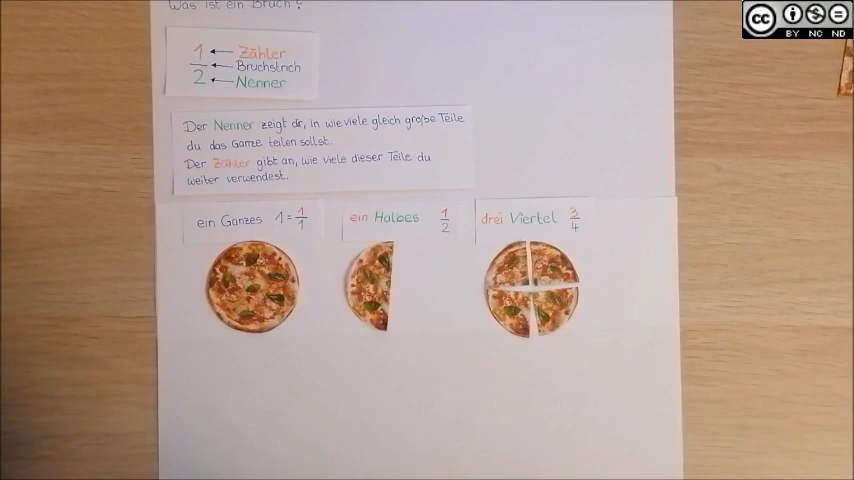 Was ist ein Bruch?
1 Zähler
Bruchstrich
2 Nenner
Der Nenner zeigt dir, in wie viele gleich große Teile
du das Ganze teilen sollst.
Der Zähler gibt an, wie viele dieser Teile du
weiter verwendest.
ein Ganzes 1 = 1/1
ein Halbes 1/2
drei Viertel 3/4
cc BY NC ND